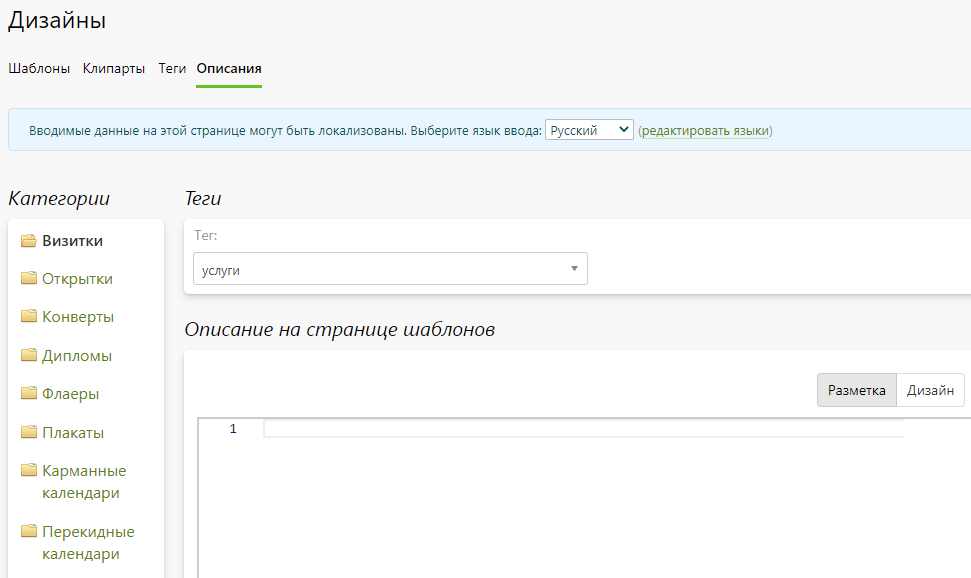 Дизайны
Шаблоны Клипарты Теги Описания
Вводимые данные на этой странице могут быть локализованы. Выберите язык ввода: Русский (редактировать языки)
Категории
Визитки
Открытки
Конверты
Дипломы
Флаеры
Плакаты
Карманные
календари
Перекидные
календари
Теги
Тег:
услуги
Описание на странице шаблонов
Разметка Дизайн
1